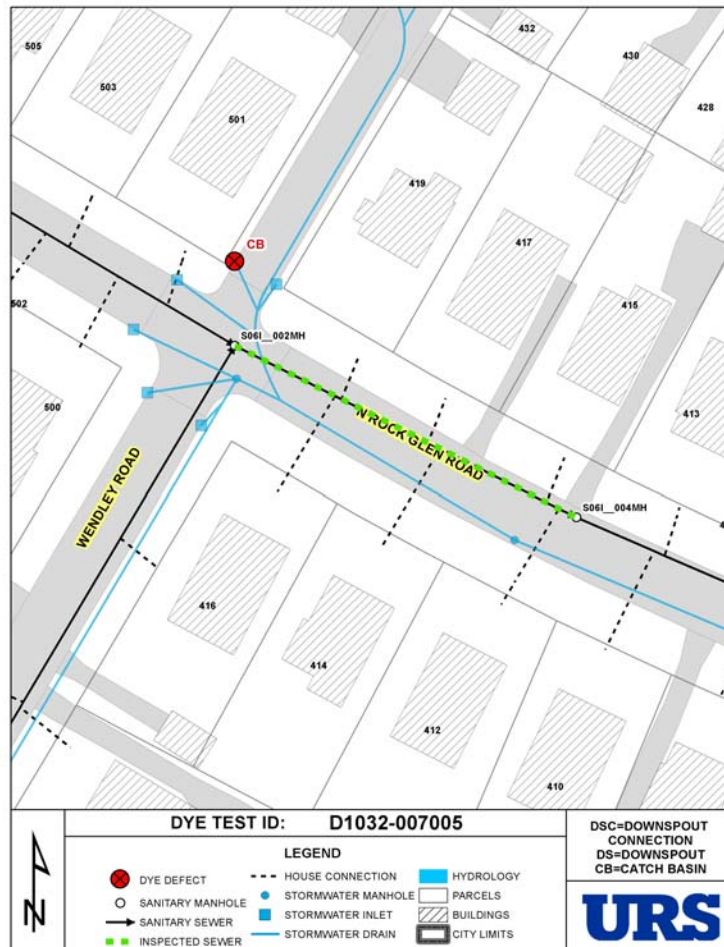 432
505
430
503
428
501
419
CB
417
502
415
S06I__002MH
500
413
N ROCK GLEN ROAD
WENDLEY ROAD
S06I__004MH
416
414
412
410
DYE TEST ID: D1032-007005
LEGEND
DYE DEFECT
SANITARY MANHOLE
SANITARY SEWER
INSPECTED SEWER
HOUSE CONNECTION
STORMWATER MANHOLE
STORMWATER INLET
STORMWATER DRAIN
HYDROLOGY
PARCELS
BUILDINGS
CITY LIMITS
DSC=DOWNSPOUT
CONNECTION
DS=DOWNSPOUT
CB=CATCH BASIN
N
URS